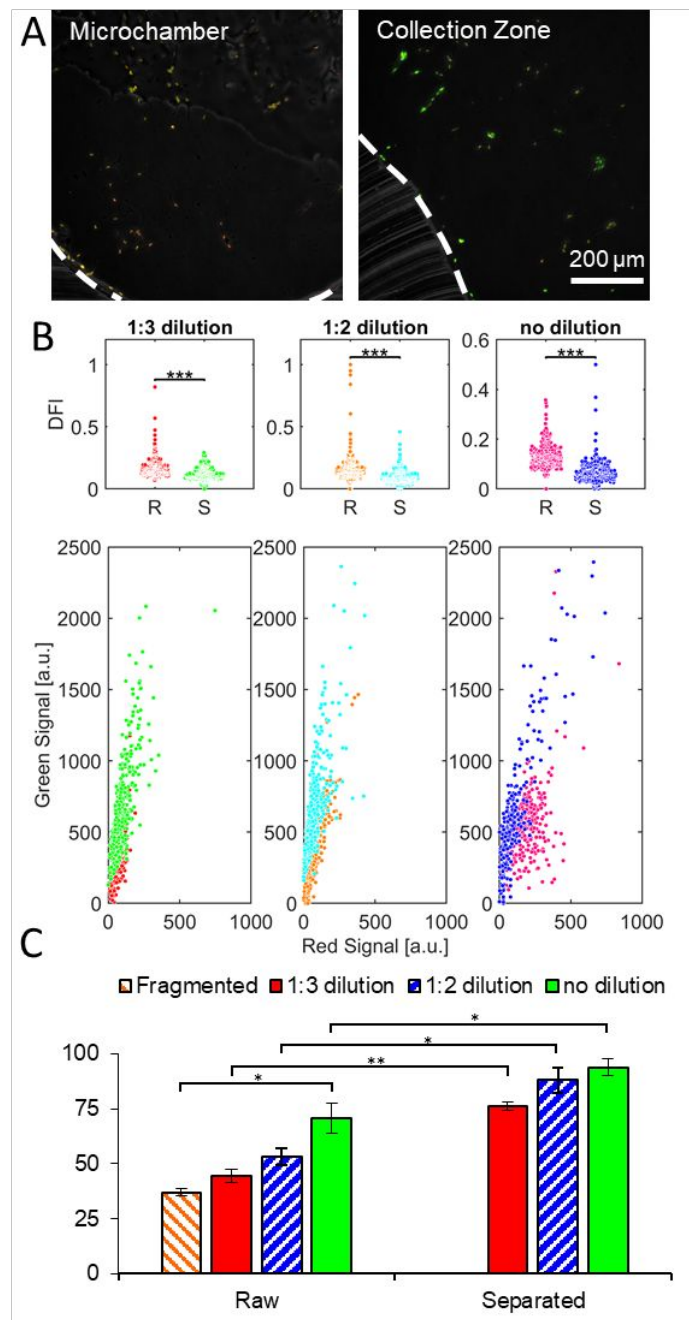 A
Microchamber
Collection Zone
200 µm
B
1:3 dilution
1:2 dilution
no dilution
DFI
1
0.5
0
R
S
***
1
0.5
0
R
S
***
0.6
0.4
0.2
0
R
S
***
Green Signal [a.u.]
2500
2000
1500
1000
500
0
0
500
1000
2500
2000
1500
1000
500
0
0
500
1000
2500
2000
1500
1000
500
0
0
500
1000
Red Signal [a.u.]
C
Fragmented
1:3 dilution
1:2 dilution
no dilution
*
*
**
*
100
75
50
25
0
Raw
Separated